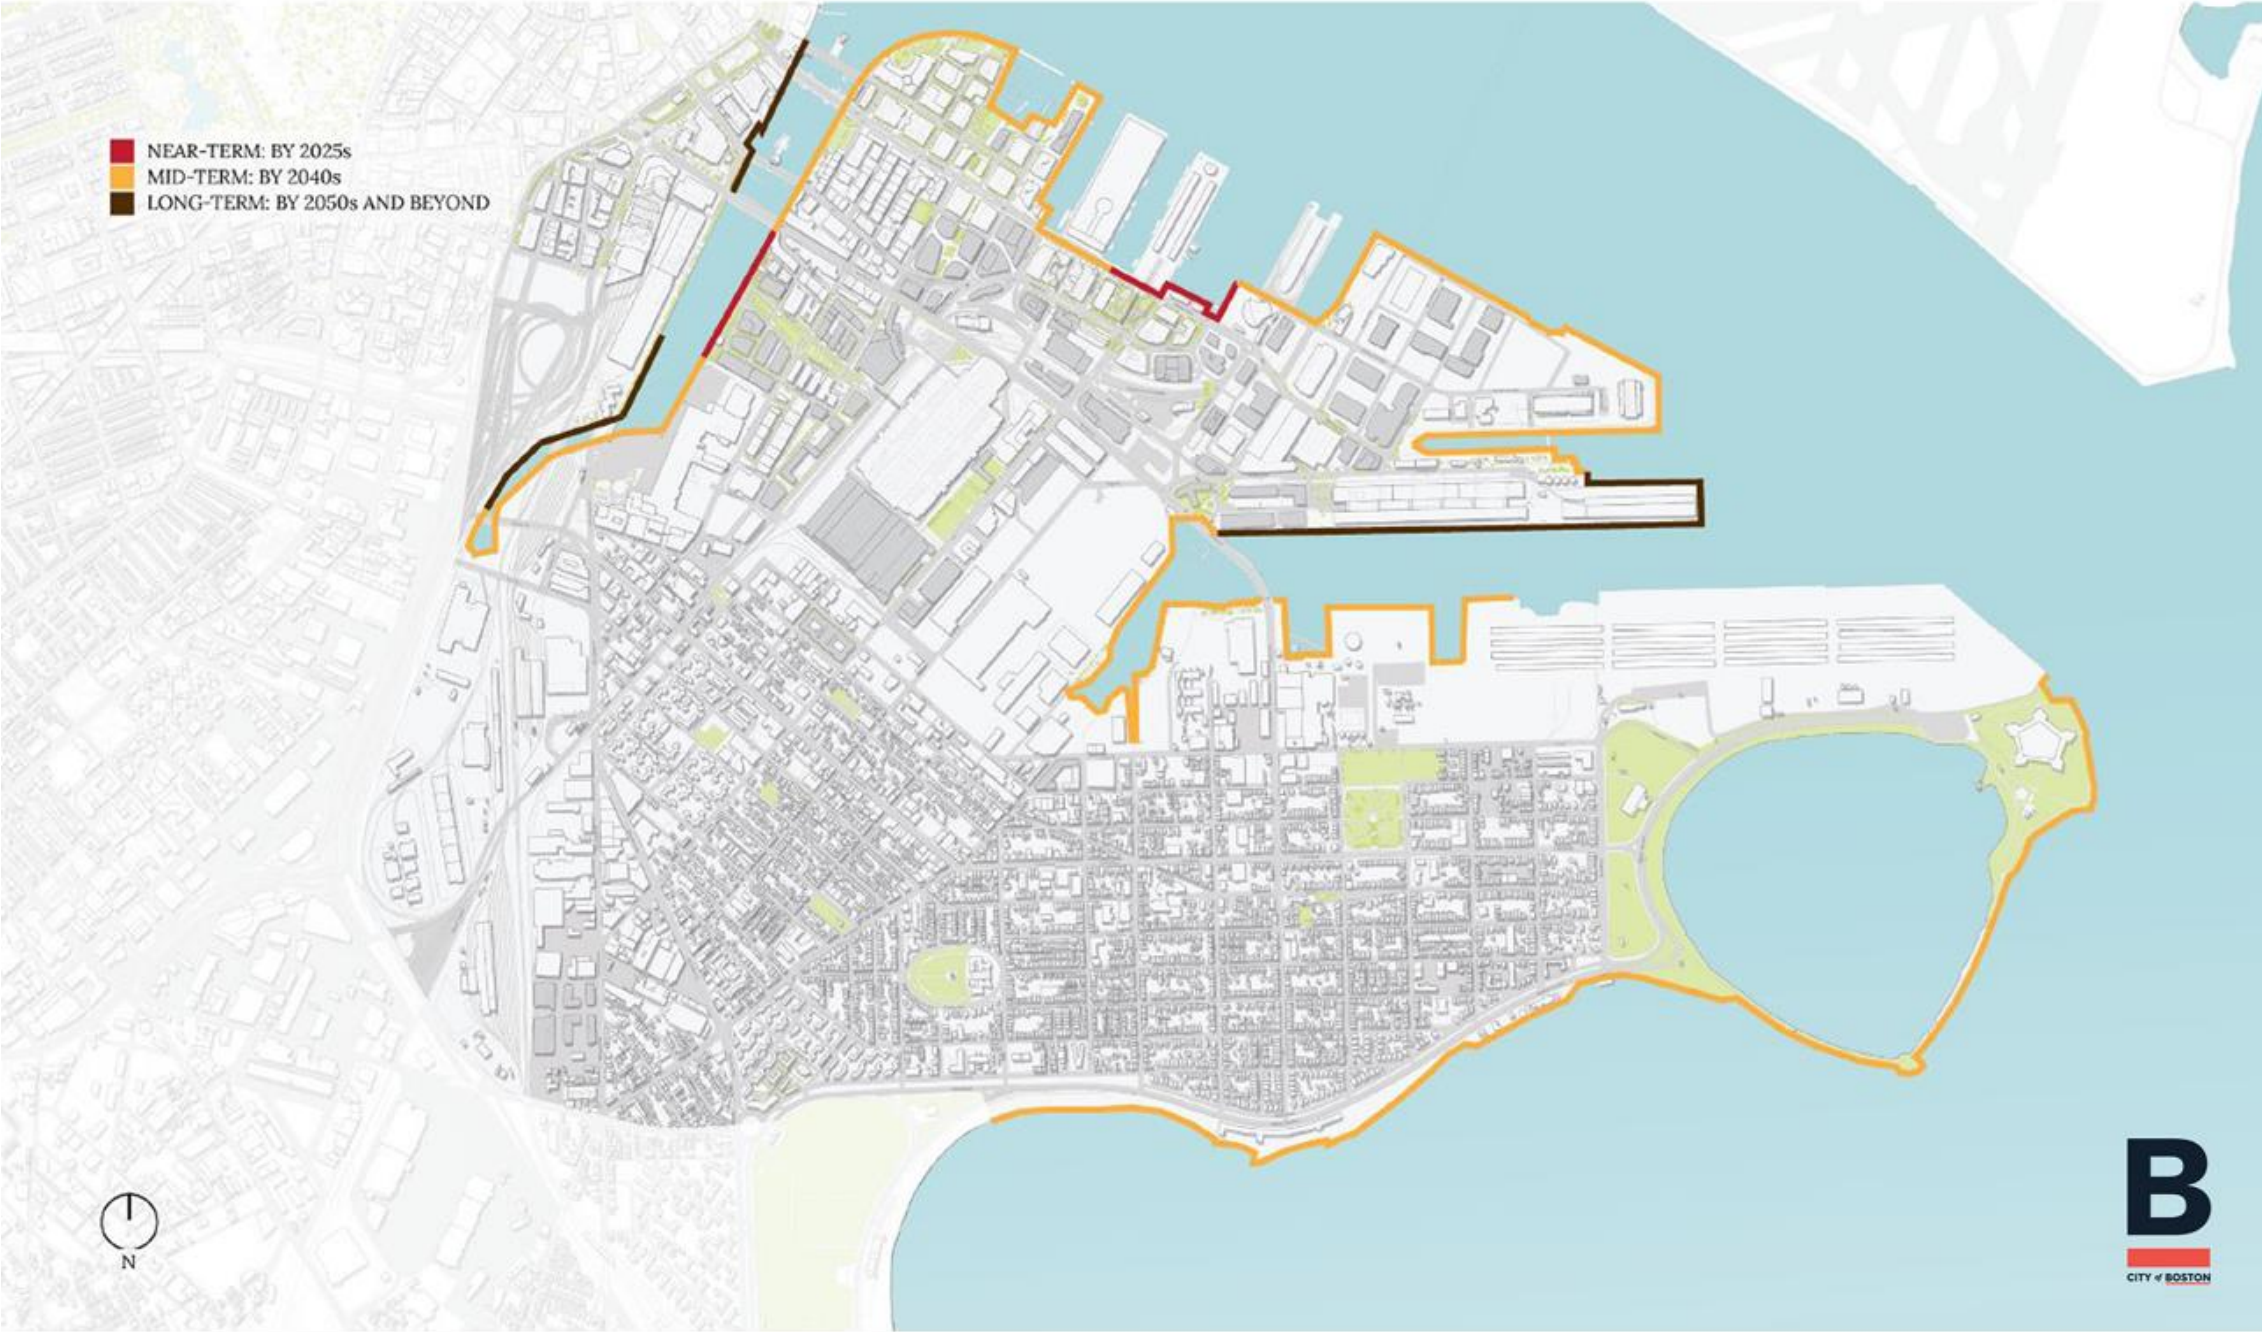 NEAR-TERM: BY 2025s
MID-TERM: BY 2040s
LONG-TERM: BY 2050s AND BEYOND
N
B
CITY of BOSTON